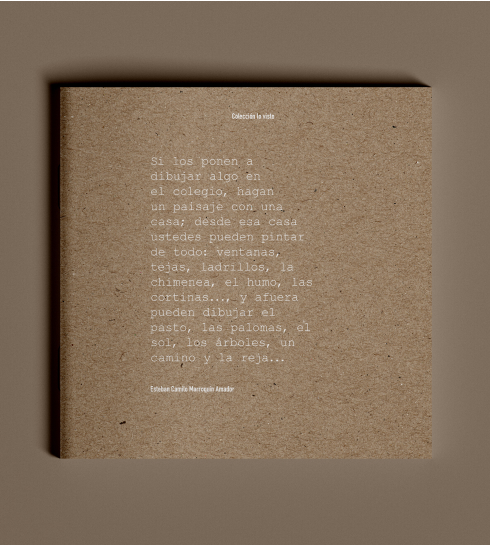 Colección la vista
Si los ponen a
dibujar algo en
el colegio, hagan
un paisaje con una
casa; desde esa casa
ustedes pueden pintar
de todo: ventanas,
tejas, ladrillos, la
chimenea, el humo, las
cortinas..., y afuera
pueden dibujar el
pasto, las palomas, el
sol, los árboles, un
camino y la reja...
Esteban Camilo Marroquín Amador